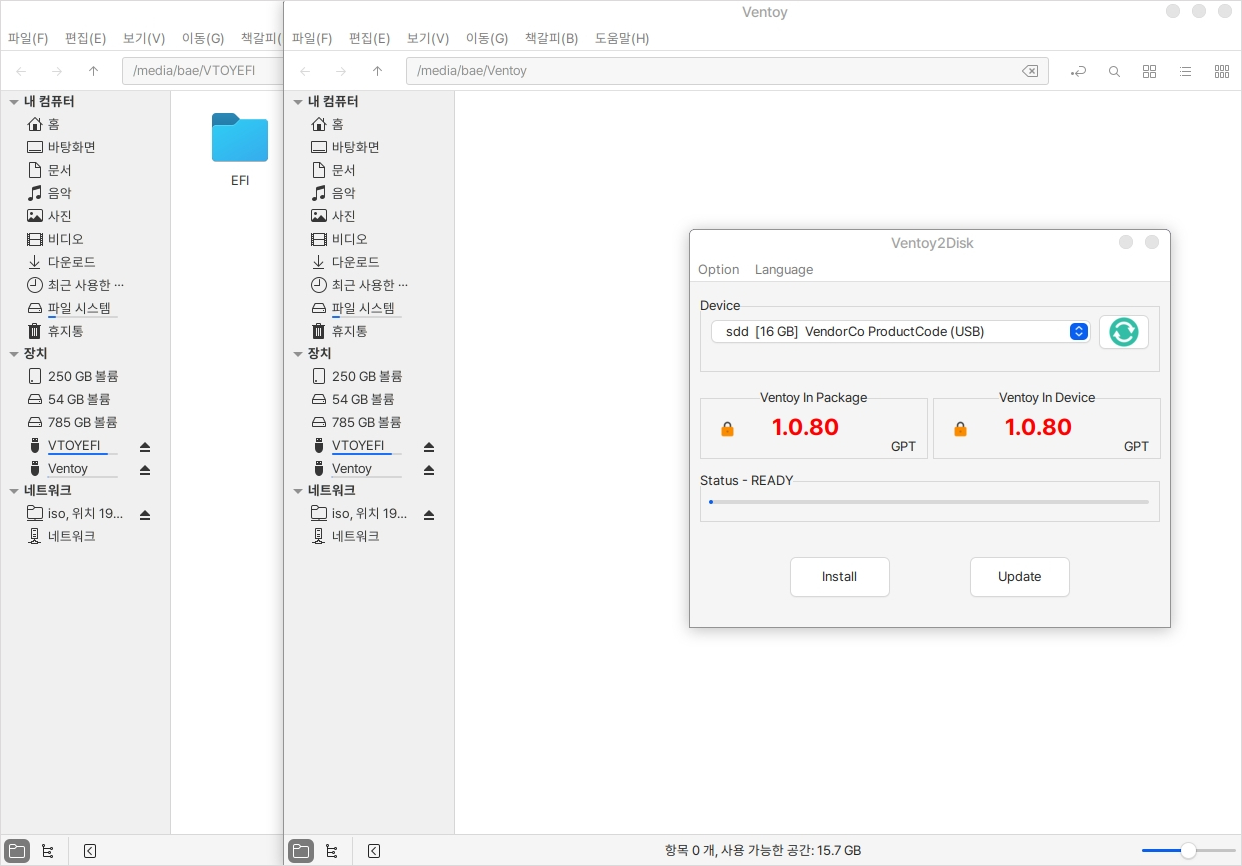 Ventoy
파일(F) 편집(E) 보기(V) 이동(G) 책갈피(
/media/bae/VTOYEFI
내 컴퓨터
홈
바탕화면
문서
음악
사진
비디오
다운로드
최근 사용한 ...
파일 시스템
휴지통
장치
250 GB 볼륨
54 GB 볼륨
785 GB 볼륨
VTOYEFI
Ventoy
네트워크
iso, 위치 19...
네트워크
EFI
파일(F) 편집(E) 보기(V) 이동(G) 책갈피(B) 도움말(H)
/media/bae/Ventoy
내 컴퓨터
홈
바탕화면
문서
음악
사진
비디오
다운로드
최근 사용한 ...
파일 시스템
휴지통
장치
250 GB 볼륨
54 GB 볼륨
785 GB 볼륨
VTOYEFI
Ventoy
네트워크
iso, 위치 19...
네트워크
Ventoy2Disk
Option Language
Device
sdd [16 GB] VendorCo ProductCode (USB)
Ventoy In Package
1.0.80
GPT
Ventoy In Device
1.0.80
GPT
Status - READY
Install Update
항목 0 개, 사용 가능한 공간: 15.7 GB